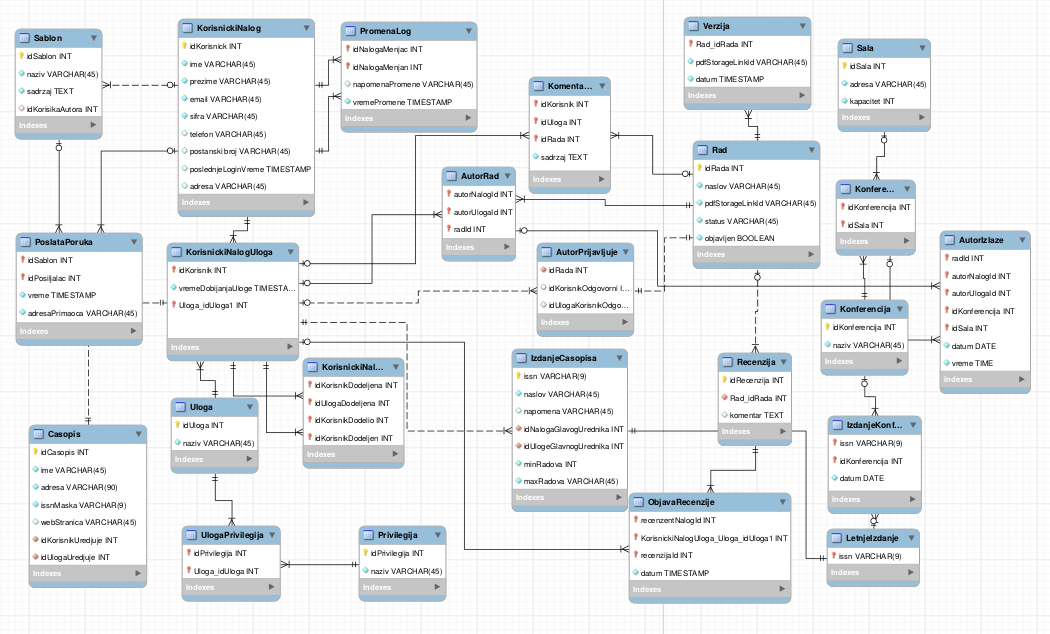 Sablon
idSablon INT
naziv VARCHAR(45)
sadrzaj TEXT
idKorisikaAutora INT
Indexes
KorisnickiNalog
idKorisnick INT
ime VARCHAR(45)
prezime VARCHAR(45)
email VARCHAR(45)
sifra VARCHAR(45)
telefon VARCHAR(45)
postanski broj VARCHAR(45)
poslednjeLoginVreme TIMESTAMP
adresa VARCHAR(45)
Indexes
PromenaLog
idNalogaMenjac INT
idNalogaMenjan INT
napomenaPromene VARCHAR(45)
vremePromene TIMESTAMP
Indexes
Komenta...
idKorisnik INT
idUloga INT
idRada INT
sadrzaj TEXT
Indexes
Verzija
Rad_idRada INT
pdfStorageLinkId VARCHAR(45)
datum TIMESTAMP
Indexes
Sala
idSala INT
adresa VARCHAR(45)
kapacitet INT
Indexes
Rad
idRada INT
naslov VARCHAR(45)
pdfStorageLinkId VARCHAR(45)
status VARCHAR(45)
objavljen BOOLEAN
Indexes
AutorRad
autorNalogId INT
autorUlogaId INT
radId INT
Indexes
Konfere...
idKonferencija INT
idSala INT
Indexes
PoslataPoruka
idSablon INT
idPosiljalac INT
vreme TIMESTAMP
adresaPrimaoca VARCHAR(45)
Indexes
KorisnickiNalogUloga
idKorisnik INT
vremeDobijanjaUloge TIMESTA...
Uloga_idUloga1 INT
Indexes
AutorPrijavljuje
idRada INT
idKorisnikOdgovorni I...
idUlogaKorisnikOdgo...
Indexes
AutorIzlaze
radId INT
autorNalogId INT
autorUlogaId INT
idKonferencija INT
idSala INT
datum DATE
vreme TIME
Indexes
Konferencija
idKonferencija INT
naziv VARCHAR(45)
Indexes
KorisnickiNal...
idKorisnikDodeljena INT
idUlogaDodeljena INT
idKorisnikDodelio INT
idKorisnikDodeljen INT
Indexes
IzdanjeCasopisa
issn VARCHAR(9)
naslov VARCHAR(45)
napomena VARCHAR(45)
idNalogaGlavogUrednika INT
idUlogeGlavnogUrednika INT
minRadova INT
maxRadova VARCHAR(45)
Indexes
Recenzija
idRecenzija INT
Rad_idRada INT
komentar TEXT
Indexes
Uloga
idUloga INT
naziv VARCHAR(45)
Indexes
Casopis
idCasopis INT
ime VARCHAR(45)
adresa VARCHAR(90)
issnMaska VARCHAR(9)
webStranica VARCHAR(45)
idKorisnikUredjuje INT
idUlogaUredjuje INT
Indexes
IzdanjeKonf...
issn VARCHAR(9)
idKonferencija INT
datum DATE
Indexes
UlogaPrivilegija
idPrivilegija INT
Uloga_idUloga INT
Indexes
Privilegija
idPrivilegija INT
naziv VARCHAR(45)
Indexes
ObjavaRecenzije
recenzentNalogId INT
KorisnickiNalogUloga_Uloga_idUloga1 INT
recenzijaId INT
datum TIMESTAMP
Indexes
LetnjeIzdanje
issn VARCHAR(9)
Indexes